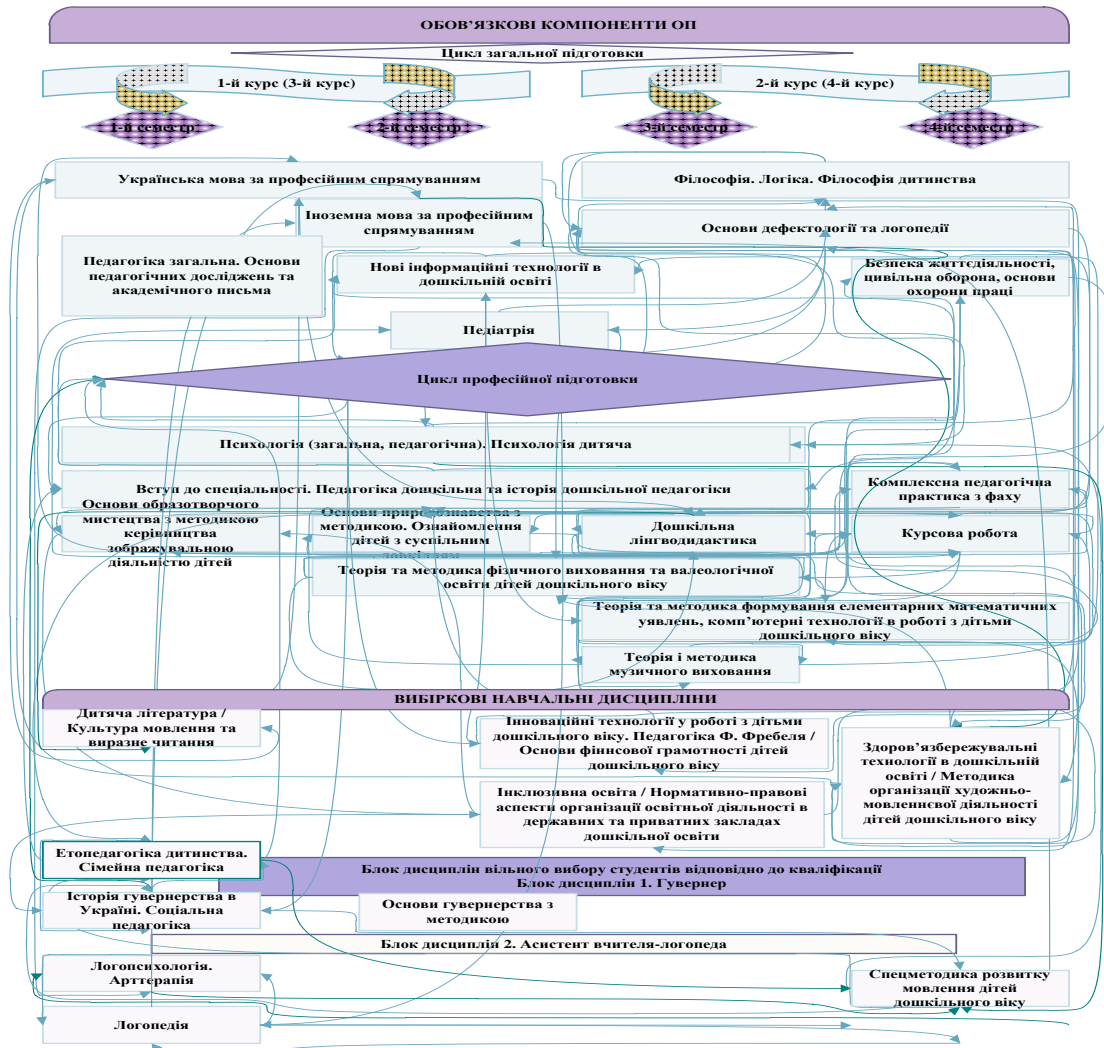 ОБОВ'ЯЗКОВІ КОМПОНЕНТИ ОП
Цикл загальної підготовки
1-й курс (3-й курс)
2-й курс (4-й курс)
1-й семестр
2-й семестр
3-й семестр
4-й семестр
Українська мова за професійним спрямуванням
Філософія. Логіка. Філософія дитинства
Іноземна мова за професійним
спрямуванням
Основи дефектології та логопедії
Педагогіка загальна. Основи
педагогічних досліджень та
академічного письма
Нові інформаційні технології в
дошкільній освіті
Безпека життєдіяльності,
цивільна оборона, основи
охорони праці
Педіатрія
Цикл професійної підготовки
Психологія (загальна, педагогічна). Психологія дитяча
Вступ до спеціальності. Педагогіка дошкільна та історія дошкільної педагогіки
Комплексна педагогічна
практика з фаху
Основи образотворчого
мистецтва з методикою
керівництва
зображувальною
діяльністю дітей
Основи природознавства з
методикою. Ознайомлення
дітей з суспільним
Дошкільна
лінгводидактика
Курсова робота
Теорія та методика фізичного виховання та валеологічної
освіти дітей дошкільного віку
Теорія та методика формування елементарних математичних
уявлень, комп'ютерні технології в роботі з дітьми
дошкільного віку
Теорія і методика
музичного виховання
ВИБІРКОВІ НАВЧАЛЬНІ ДИСЦИПЛІНИ
Дитяча література /
Культура мовлення та
виразне читання
Інноваційні технології у роботі з дітьми
дошкільного віку. Педагогіка Ф. Фребеля /
Основи фіннсової грамотності дітей
дошкільного віку
Здоров'язбережувальні
технології в дошкільній
освіті / Методика
організації художньо-
мовленнєвої діяльності
дітей дошкільного віку
Інклюзивна освіта / Нормативно-правові
аспекти організації освітньої діяльності в
державних та приватних закладах
дошкільної освіти
Етопедагогіка дитинства.
Сімейна педагогіка
Блок дисциплін вільного вибору студентів відповідно до кваліфікації
Блок дисциплін 1. Гувернер
Історія гувернерства в
Україні. Соціальна
педагогіка
Основи гувернерства з
методикою
Блок дисциплін 2. Асистент вчителя-логопеда
Логопсихологія.
Арттерапія
Спецметодика розвитку
мовлення дітей
дошкільного віку
Логопедія